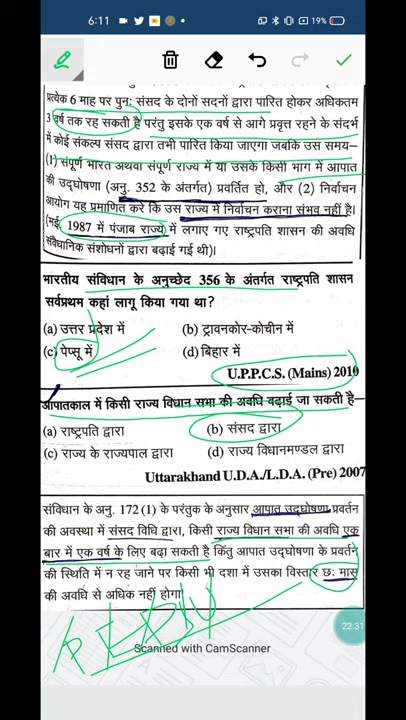 6:11
19%
प्रत्येक 6 माह पर पुनः संसद के दोनों सदनों द्वारा पारित होकर अधिकतम
3 वर्ष तक रह सकती है परंतु इसके एक वर्ष से आगे प्रवृत्त रहने के संदर्भ
में कोई संकल्प संसद द्वारा तभी पारित किया जाएगा जबकि उस समय—
(1) संपूर्ण भारत अथवा संपूर्ण राज्य में या उसके किसी भाग में आपात
की उद्घोषणा (अनु. 352 के अंतर्गत) प्रवर्तित हो, और (2) निर्वाचन
आयोग यह प्रमाणित करे कि उस राज्य में निर्वाचन कराना संभव नहीं है।
(मई, 1987 में पंजाब राज्य में लगाए गए राष्ट्रपति शासन की अवधि
संवैधानिक संशोधनों द्वारा बढ़ाई गई थी)।
भारतीय संविधान के अनुच्छेद 356 के अंतर्गत राष्ट्रपति शासन
सर्वप्रथम कहां लागू किया गया था?
(a) उत्तर प्रदेश में (b) ट्रावनकोर-कोचीन में
(c) पेप्सू में (d) बिहार में
U.P.P.C.S. (Mains) 2010
आपातकाल में किसी राज्य विधान सभा की अवधि बढ़ाई जा सकती है—
(a) राष्ट्रपति द्वारा (b) संसद द्वारा
(c) राज्य के राज्यपाल द्वारा (d) राज्य विधानमण्डल द्वारा
Uttarakhand U.D.A./L.D.A. (Pre) 2007
संविधान के अनु. 172 (1) के परंतुक के अनुसार आपात उद्घोषणा प्रवर्तन
की अवस्था में संसद विधि द्वारा, किसी राज्य विधान सभा की अवधि एक
बार में एक वर्ष के लिए बढ़ा सकती है किंतु आपात उद्घोषणा के प्रवर्तन
की स्थिति में न रह जाने पर किसी भी दशा में उसका विस्तार छः मास
की अवधि से अधिक नहीं होगा
22:31
Scanned with CamScanner